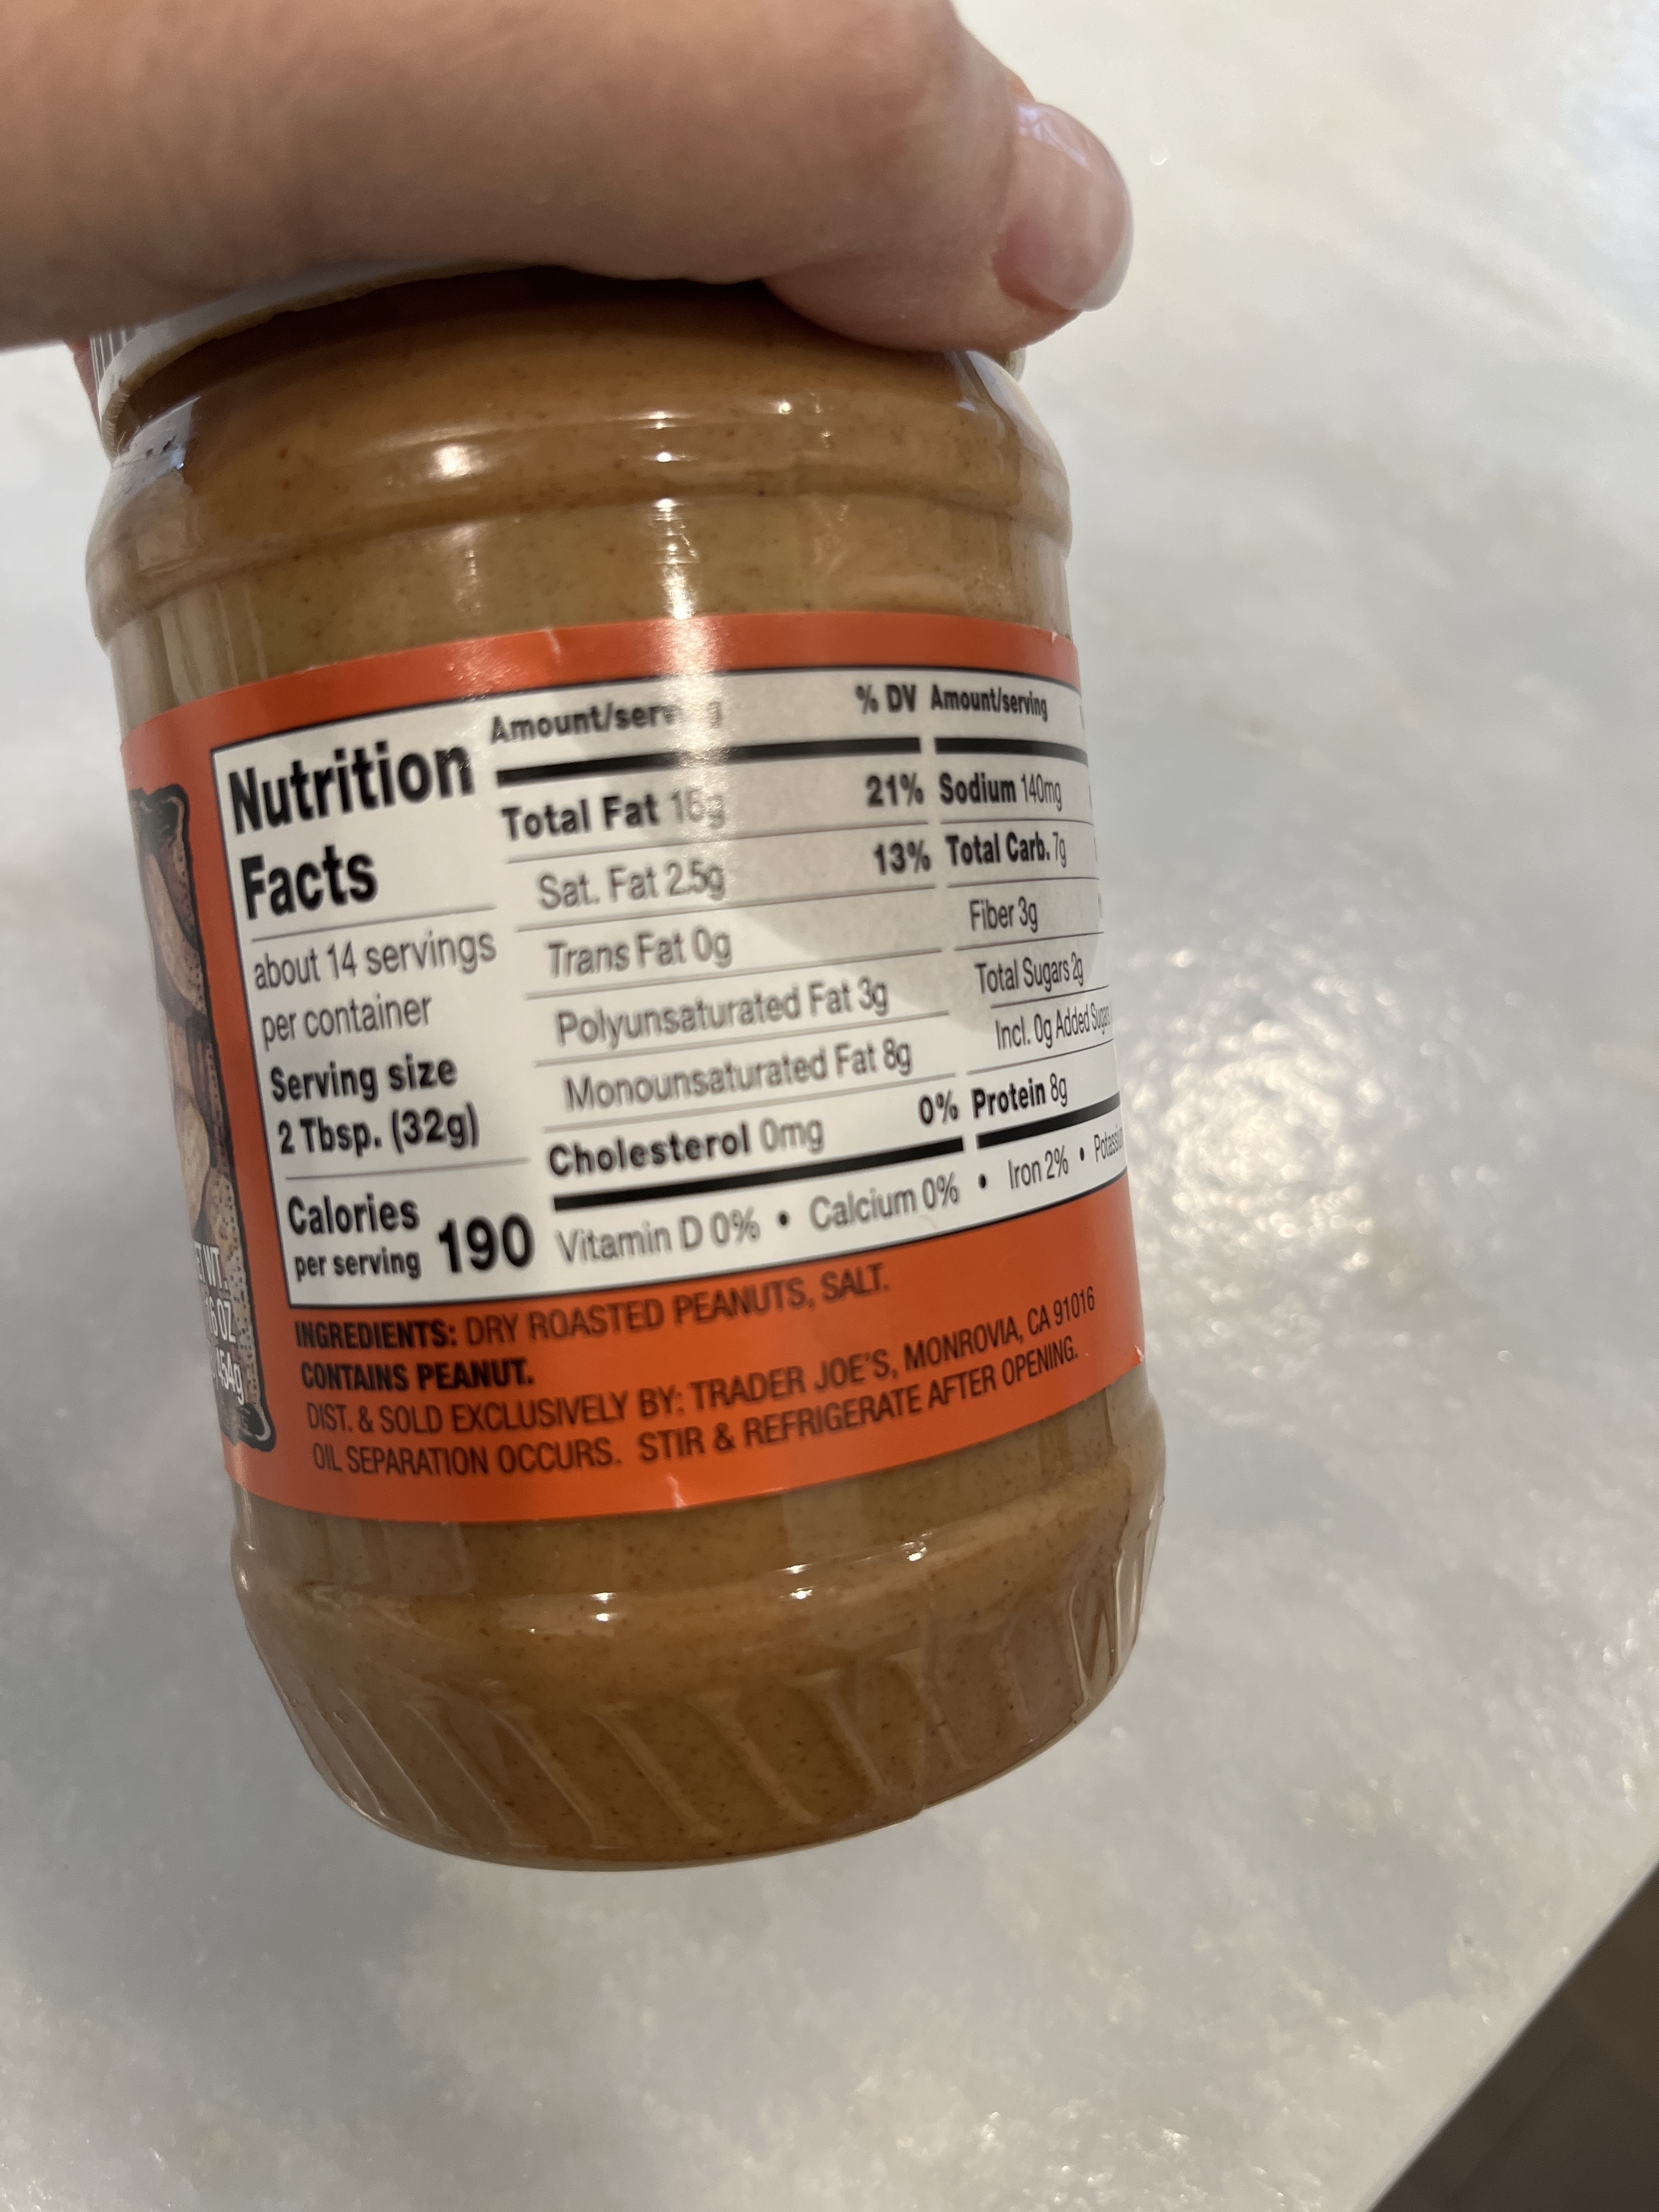 Nutrition
Facts
about 14 servings
per container
Serving size
2 Tbsp. (32g)
Calories
per serving 190
Amount/serving % DV
Total Fat 16g 21%
Sat. Fat 2.5g 13%
Trans Fat 0g
Polyunsaturated Fat 3g
Monounsaturated Fat 8g
Cholesterol 0mg 0%
Amount/serving
Sodium 140mg
Total Carb. 7g
Fiber 3g
Total Sugars 2g
Incl. 0g Added Sugars
Protein 8g
Vitamin D 0% • Calcium 0% • Iron 2% •
INGREDIENTS: DRY ROASTED PEANUTS, SALT.
CONTAINS PEANUT.
DIST. & SOLD EXCLUSIVELY BY: TRADER JOE'S, MONROVIA, CA 91016
OIL SEPARATION OCCURS. STIR & REFRIGERATE AFTER OPENING.
WT.
16 OZ
454g